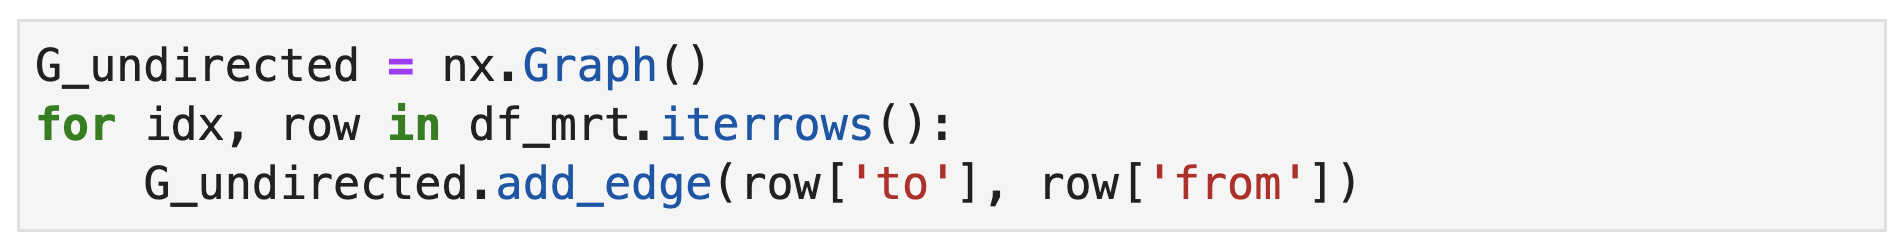 G_undirected = nx.Graph()
for idx, row in df_mrt.iterrows():
    G_undirected.add_edge(row['to'], row['from'])